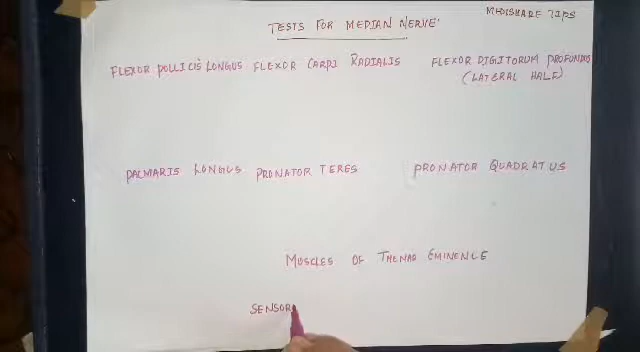 MEDISHARE TIPS
TESTS FOR MEDIAN NERVE
FLEXOR POLLICIS LONGUS FLEXOR CARPI RADIALIS FLEXOR DIGITORUM PROFUNDUS
(LATERAL HALF)
PALMARIS LONGUS PRONATOR TERES PRONATOR QUADRATUS
MUSCLES OF THENAR EMINENCE
SENSOR